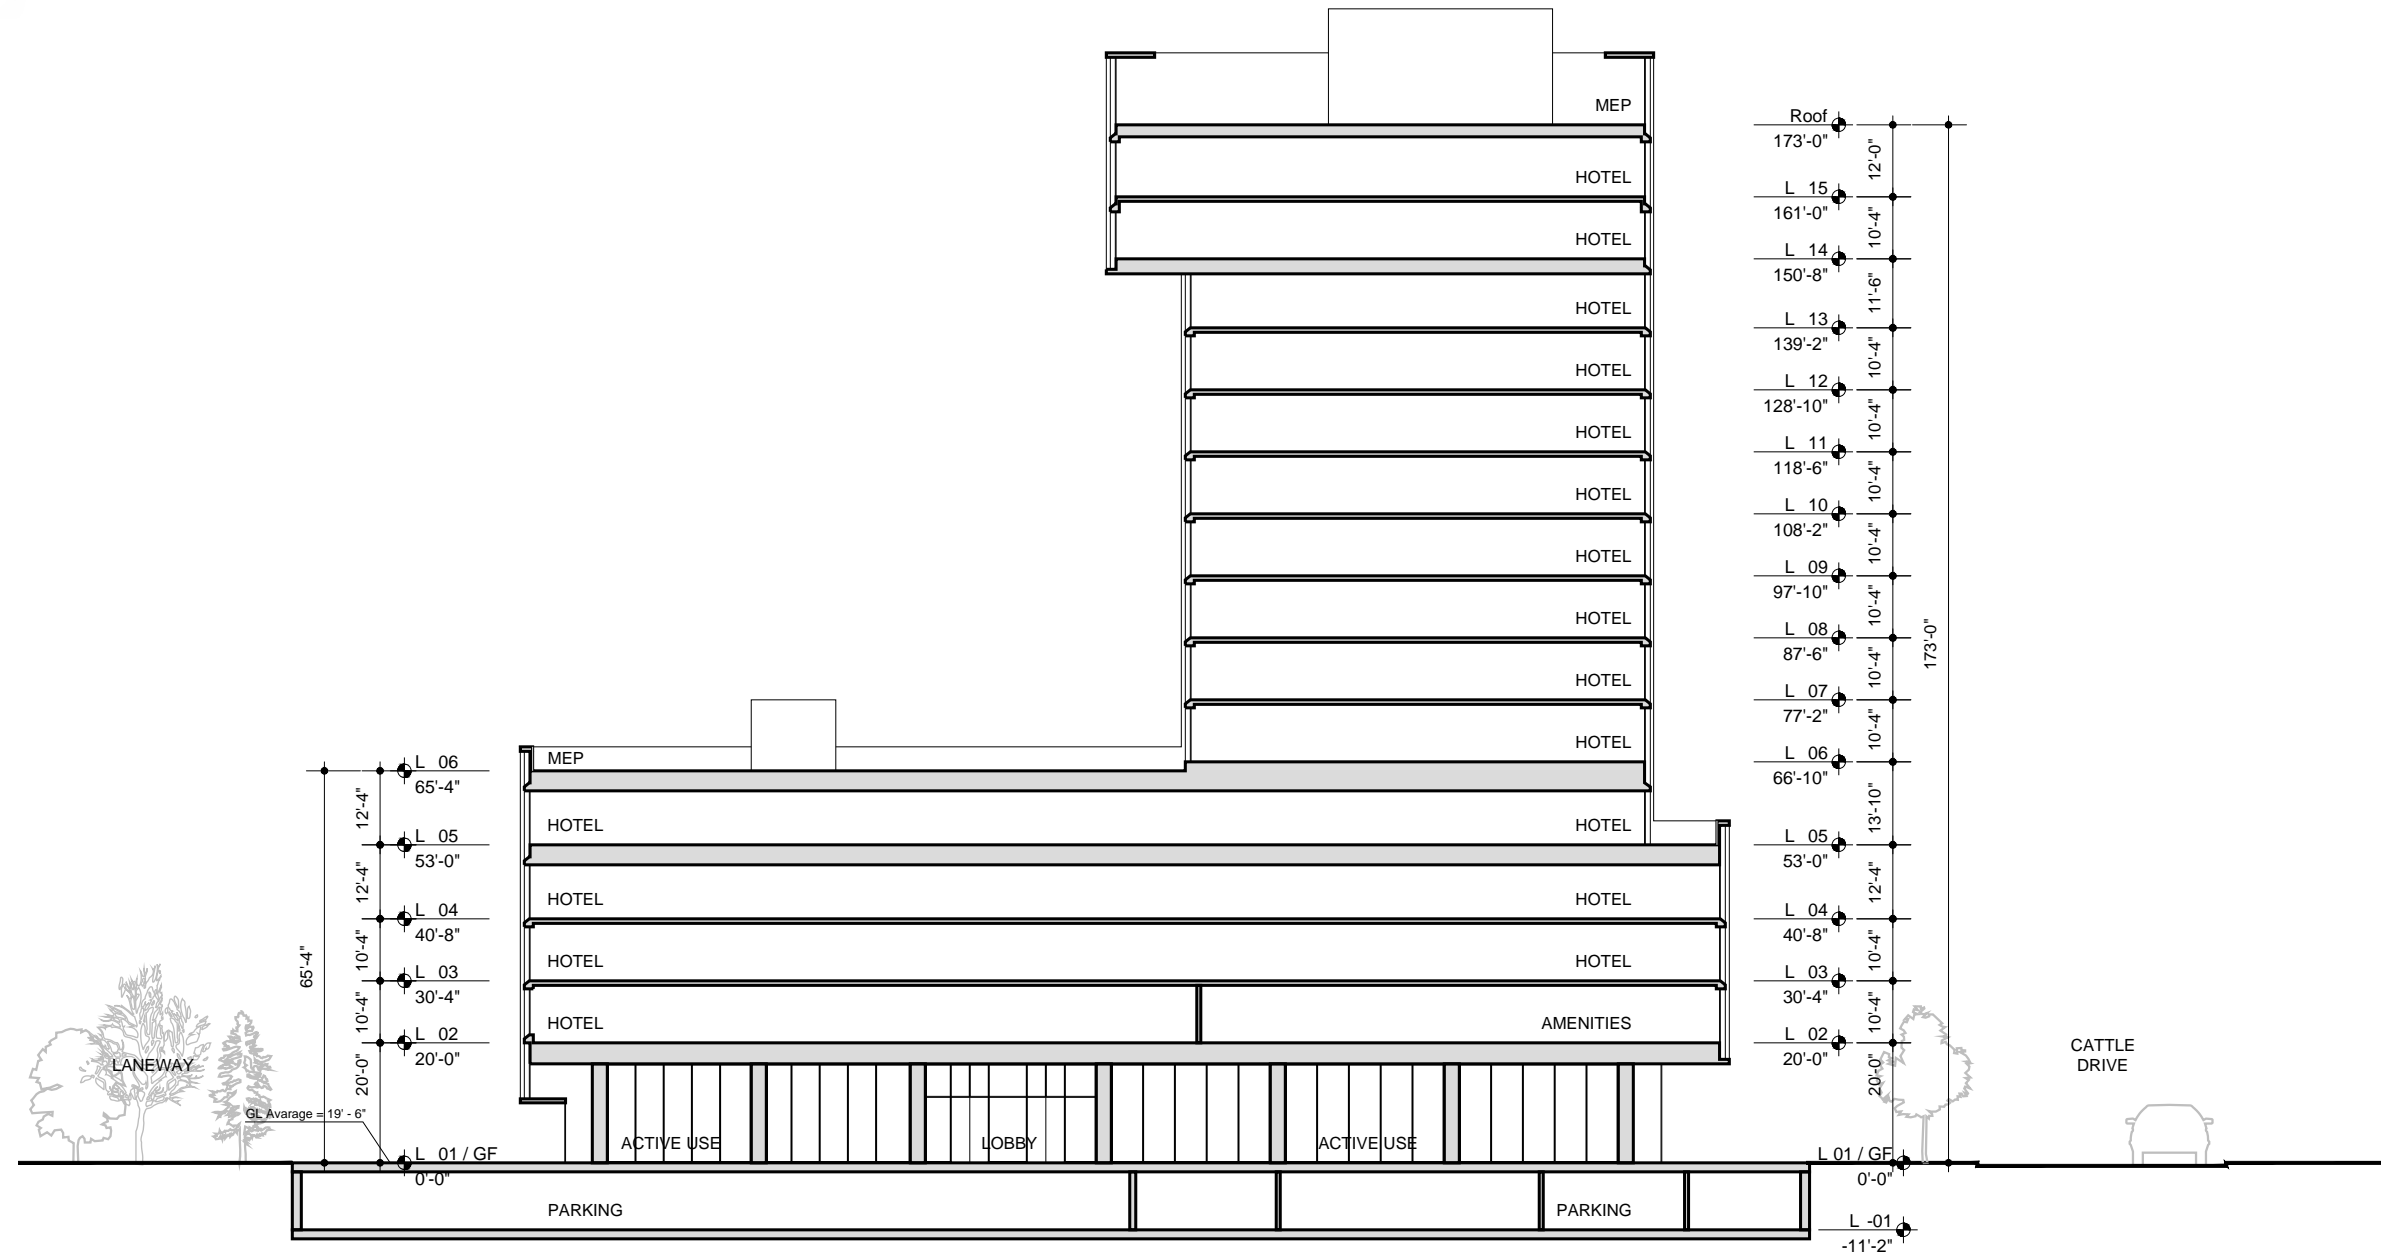 MEP
Roof
173'-0"
12'-0"
HOTEL
L 15
161'-0"
10'-4"
HOTEL
L 14
150'-8"
11'-6"
HOTEL
L 13
139'-2"
10'-4"
HOTEL
L 12
128'-10"
10'-4"
HOTEL
L 11
118'-6"
10'-4"
HOTEL
L 10
108'-2"
10'-4"
HOTEL
L 09
97'-10"
10'-4"
HOTEL
L 08
87'-6"
173'-0"
10'-4"
HOTEL
L 07
77'-2"
10'-4"
HOTEL
L 06
66'-10"
13'-10"
MEP
L 06
65'-4"
12'-4"
HOTEL
HOTEL
L 05
53'-0"
L 05
53'-0"
12'-4"
12'-4"
HOTEL
HOTEL
L 04
40'-8"
L 04
40'-8"
65'-4"
10'-4"
10'-4"
HOTEL
HOTEL
L 03
30'-4"
L 03
30'-4"
10'-4"
10'-4"
HOTEL
AMENITIES
L 02
20'-0"
L 02
20'-0"
20'-0"
20'-0"
LANEWAY
CATTLE
DRIVE
GL Avarage = 19' - 6"
ACTIVE USE
LOBBY
ACTIVE USE
L 01 / GF
0'-0"
L 01 / GF
0'-0"
PARKING
PARKING
L -01
-11'-2"